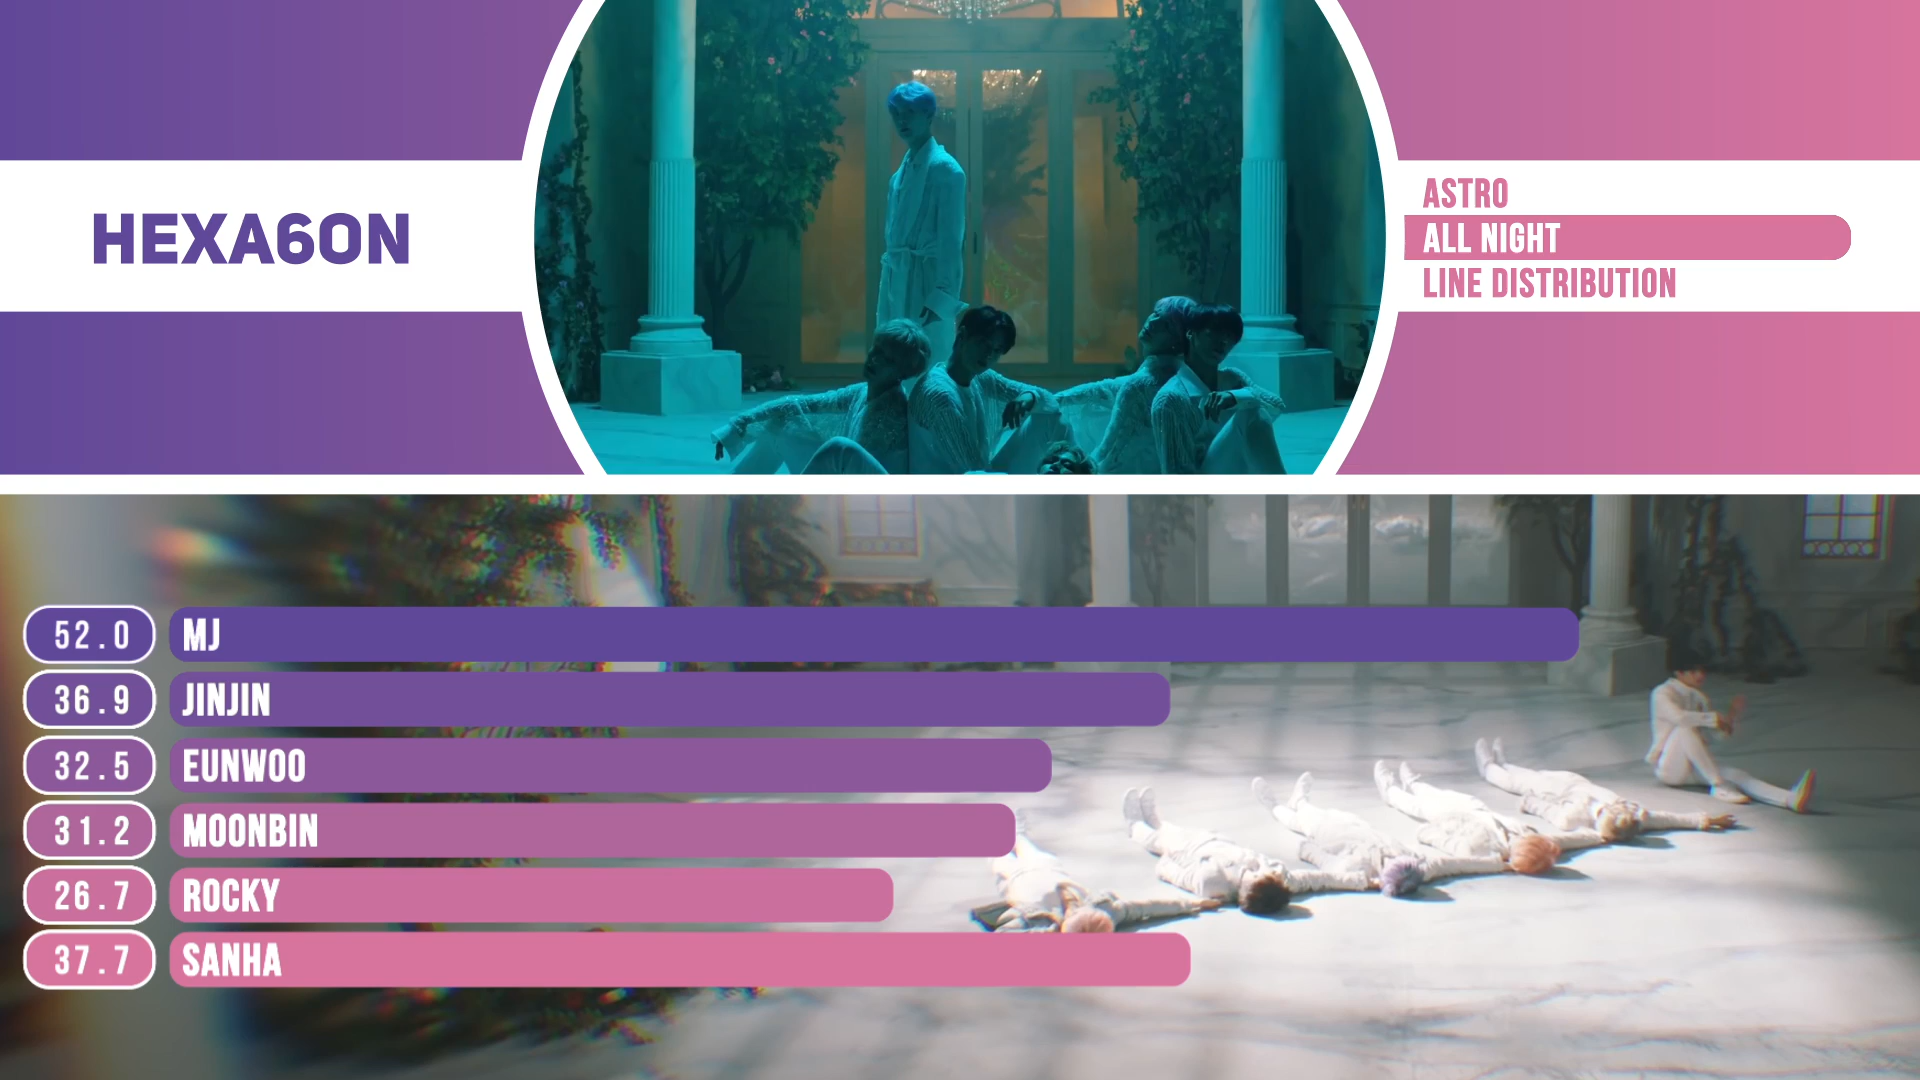 HEXA6ON
ASTRO
ALL NIGHT
LINE DISTRIBUTION
52.0 MJ
36.9 JINJIN
32.5 EUNWOO
31.2 MOONBIN
26.7 ROCKY
37.7 SANHA